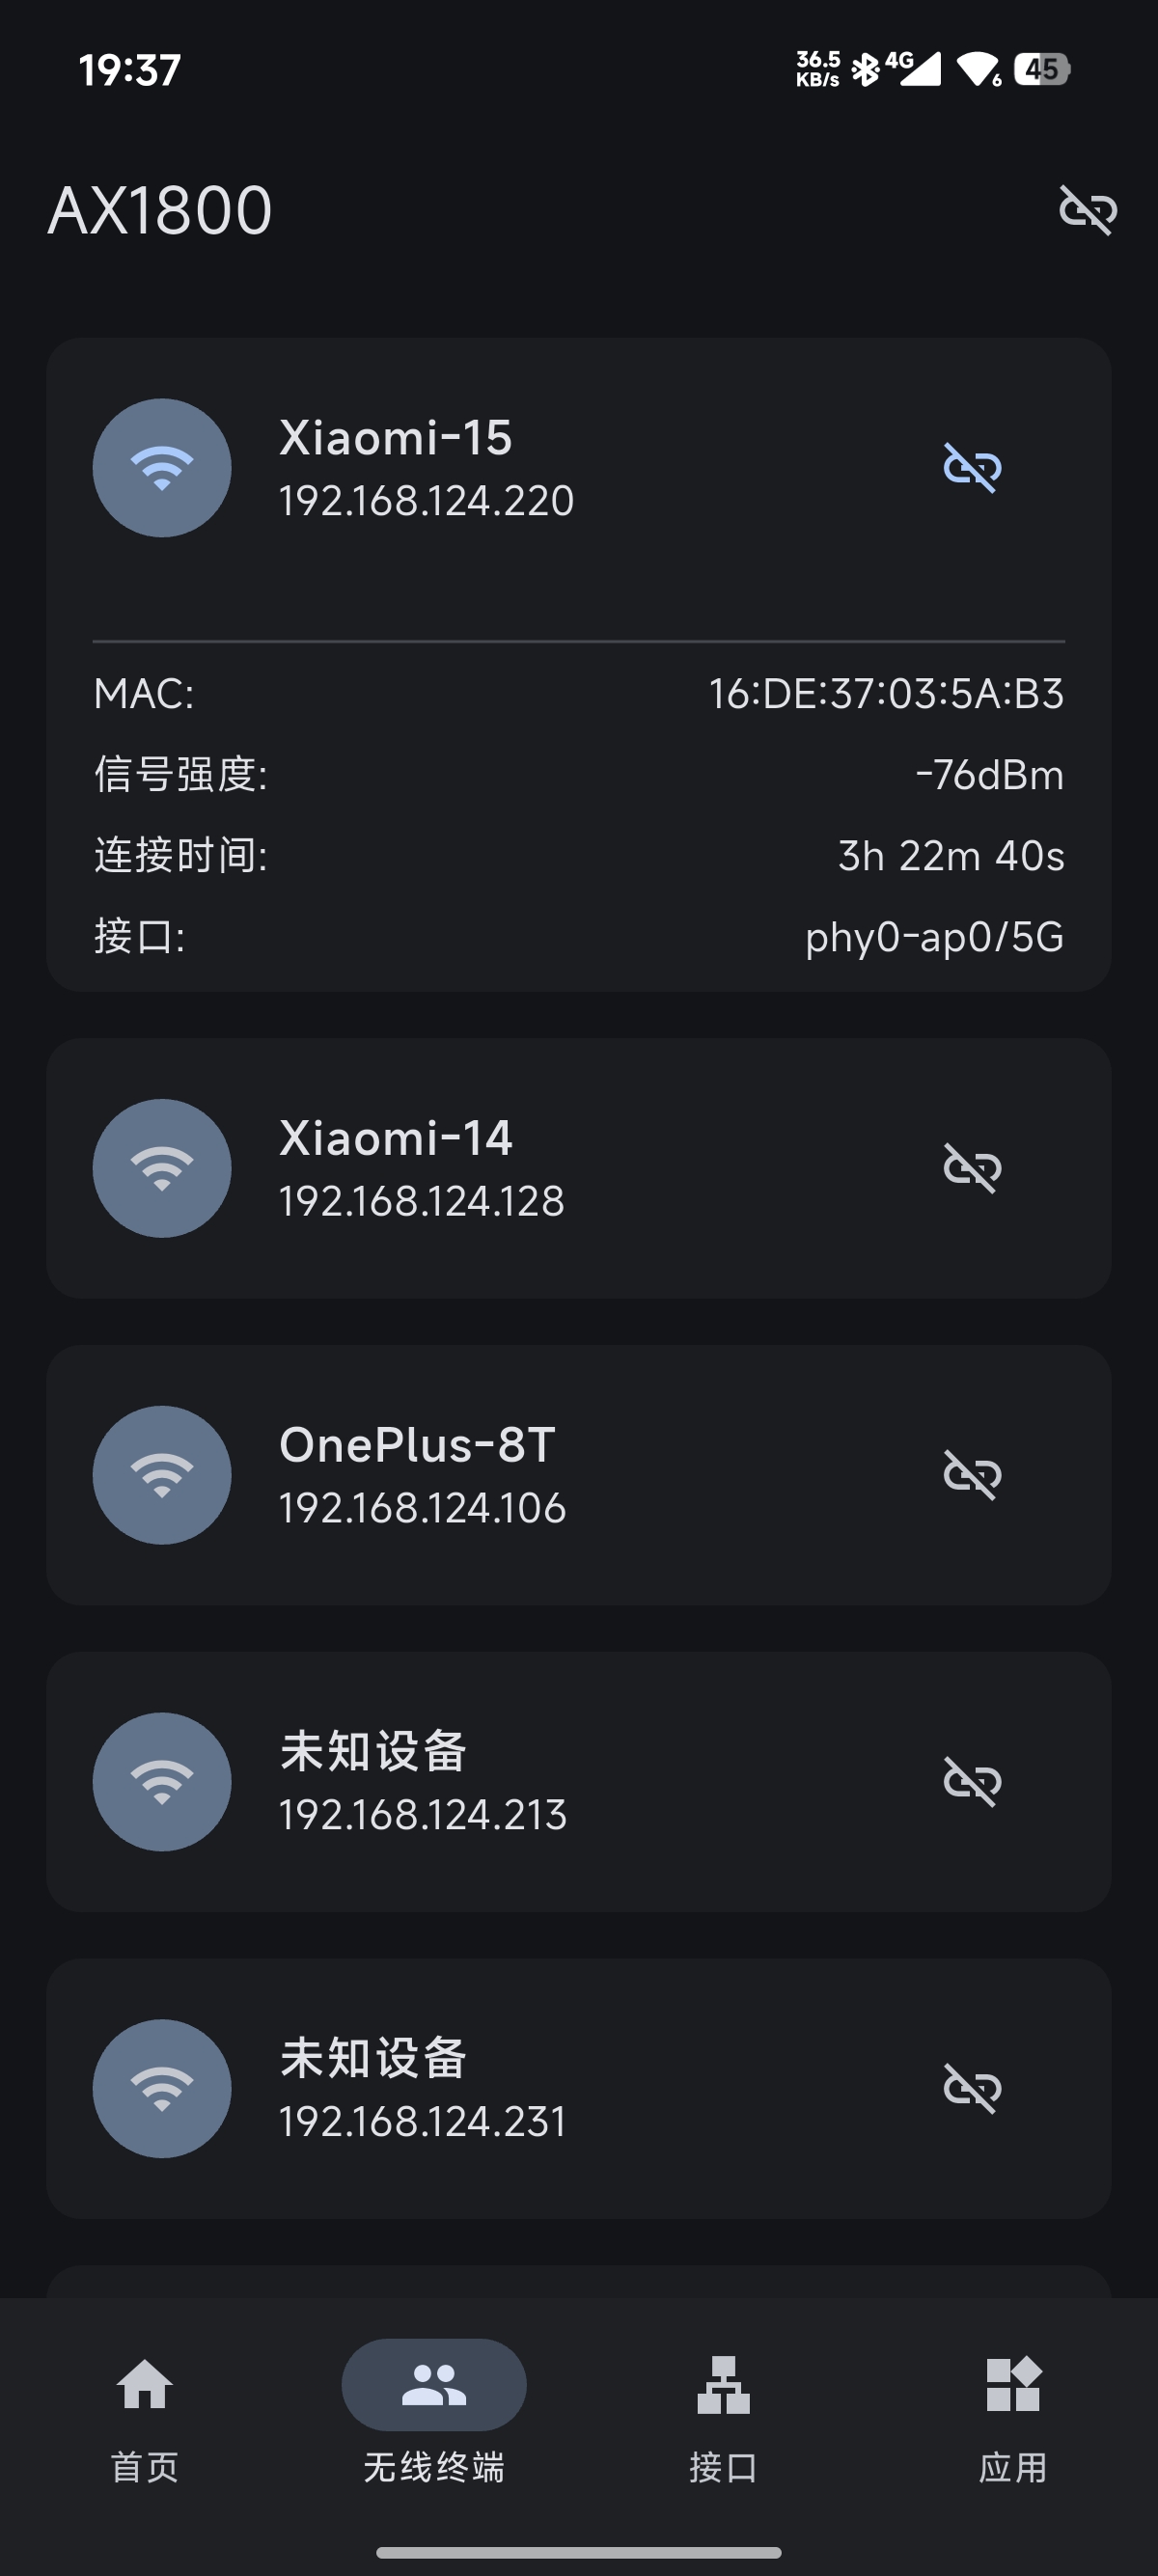 19:37
36.5 KB/s 4G 6 45
AX1800
Xiaomi-15
192.168.124.220
MAC: 16:DE:37:03:5A:B3
信号强度: -76dBm
连接时间: 3h 22m 40s
接口: phy0-ap0/5G
Xiaomi-14
192.168.124.128
OnePlus-8T
192.168.124.106
未知设备
192.168.124.213
未知设备
192.168.124.231
首页 无线终端 接口 应用